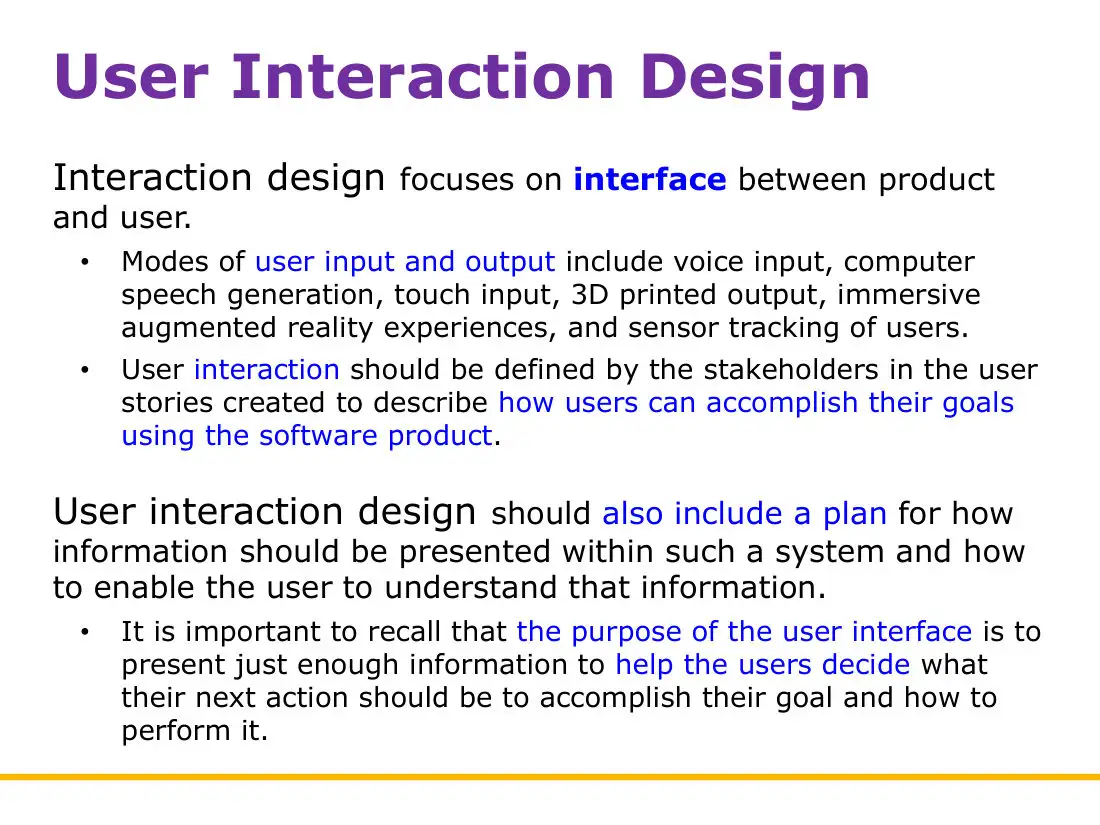 User Interaction Design
Interaction design focuses on interface between product
and user.
• Modes of user input and output include voice input, computer
speech generation, touch input, 3D printed output, immersive
augmented reality experiences, and sensor tracking of users.
• User interaction should be defined by the stakeholders in the user
stories created to describe how users can accomplish their goals
using the software product.
User interaction design should also include a plan for how
information should be presented within such a system and how
to enable the user to understand that information.
• It is important to recall that the purpose of the user interface is to
present just enough information to help the users decide what
their next action should be to accomplish their goal and how to
perform it.